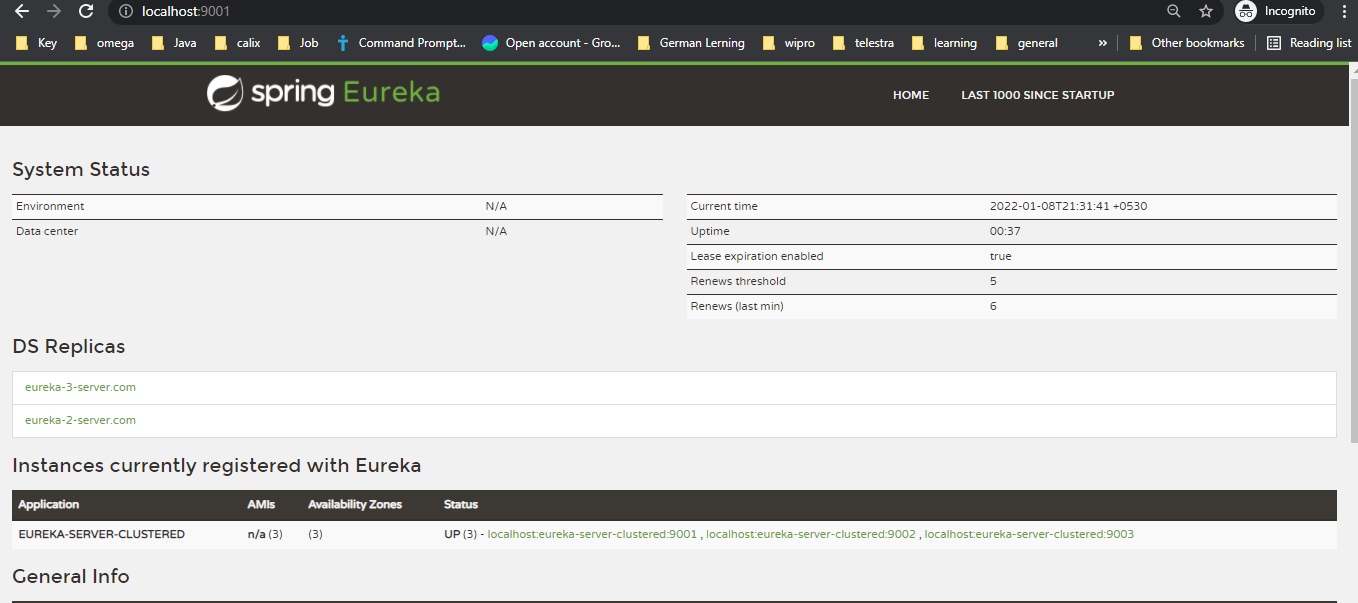 localhost:9001 Incognito
Key omega Java calix Job Command Prompt... Open account - Gro... German Lerning wipro telestra learning general » Other bookmarks Reading list
spring Eureka HOME LAST 1000 SINCE STARTUP
System Status
Environment N/A
Data center N/A
Current time 2022-01-08T21:31:41 +0530
Uptime 00:37
Lease expiration enabled true
Renews threshold 5
Renews (last min) 6
DS Replicas
eureka-3-server.com
eureka-2-server.com
Instances currently registered with Eureka
Application AMIs Availability Zones Status
EUREKA-SERVER-CLUSTERED n/a (3) (3) UP (3) - localhost:eureka-server-clustered:9001 , localhost:eureka-server-clustered:9002 , localhost:eureka-server-clustered:9003
General Info